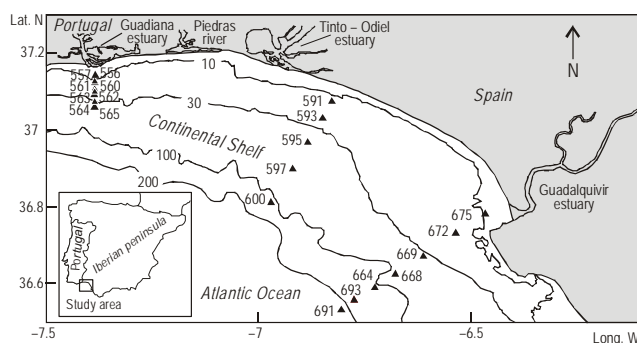 Lat. N
Portugal
Guadiana
estuary
Piedras
river
Tinto – Odiel
estuary
37.2
10
N
557
556
561
560
563
562
564
565
30
591
Spain
593
37
Continental Shelf
595
100
597
Guadalquivir
estuary
200
600
675
36.8
672
Portugal
Iberian peninsula
669
664
668
36.6
Study area
Atlantic Ocean
693
691
-7.5
-7
-6.5
Long. W